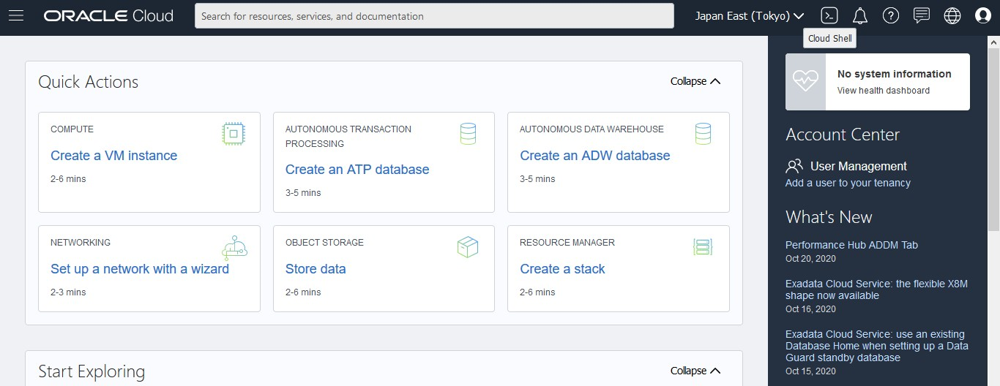 ORACLE Cloud
Search for resources, services, and documentation
Japan East (Tokyo)
Cloud Shell
Quick Actions
Collapse
COMPUTE
Create a VM instance
2-6 mins
AUTONOMOUS TRANSACTION
PROCESSING
Create an ATP database
3-5 mins
AUTONOMOUS DATA WAREHOUSE
Create an ADW database
3-5 mins
NETWORKING
Set up a network with a wizard
2-3 mins
OBJECT STORAGE
Store data
2-6 mins
RESOURCE MANAGER
Create a stack
2-6 mins
Start Exploring
Collapse
No system information
View health dashboard
Account Center
User Management
Add a user to your tenancy
What's New
Performance Hub ADDM Tab
Oct 20, 2020
Exadata Cloud Service: the flexible X8M
shape now available
Oct 16, 2020
Exadata Cloud Service: use an existing
Database Home when setting up a Data
Guard standby database
Oct 15, 2020